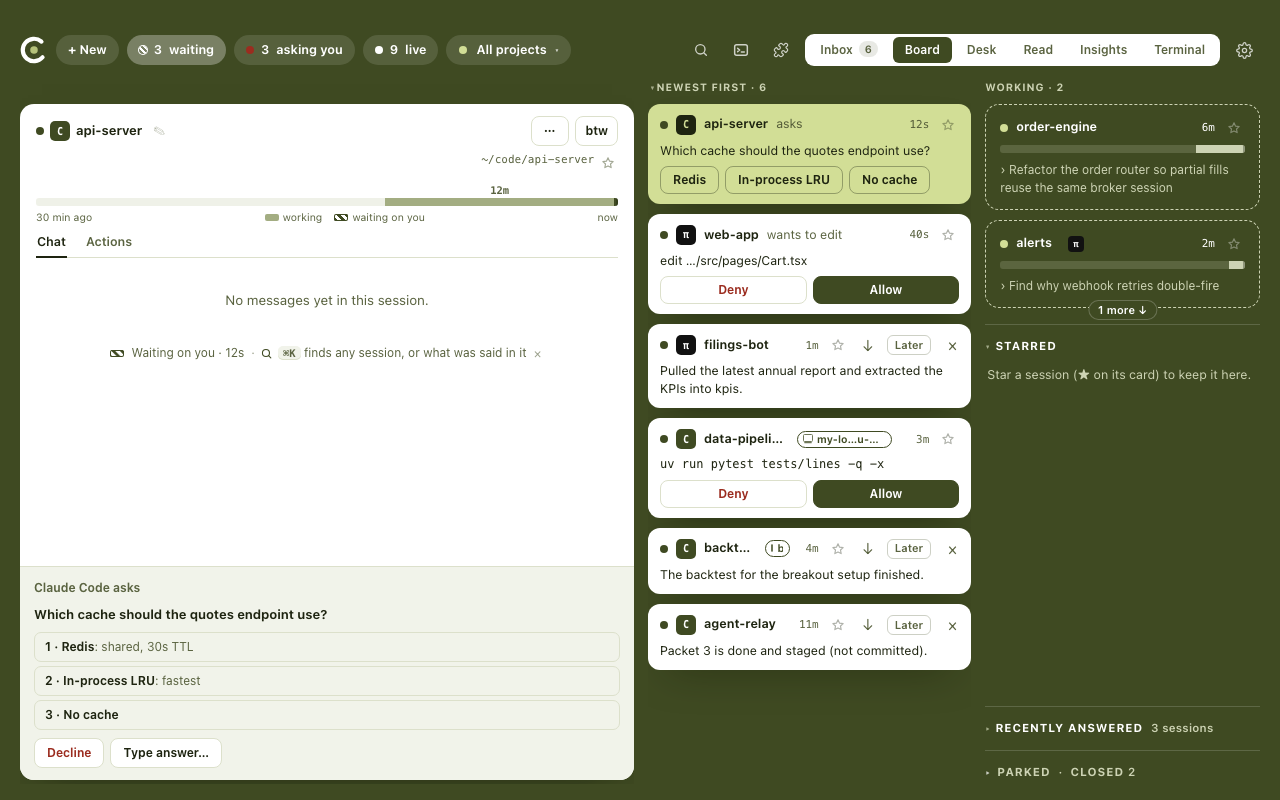 + New
3 waiting
3 asking you
9 live
All projects
Inbox 6
Board
Desk
Read
Insights
Terminal
C api-server
...
btw
~/code/api-server
12m
30 min ago
working
waiting on you
now
Chat
Actions
No messages yet in this session.
Waiting on you · 12s · ⌘K finds any session, or what was said in it ×
Claude Code asks
Which cache should the quotes endpoint use?
1 · Redis: shared, 30s TTL
2 · In-process LRU: fastest
3 · No cache
Decline
Type answer...
NEWEST FIRST · 6
C api-server asks 12s
Which cache should the quotes endpoint use?
Redis
In-process LRU
No cache
π web-app wants to edit 40s
edit .../src/pages/Cart.tsx
Deny
Allow
π filings-bot 1m ↓ Later ×
Pulled the latest annual report and extracted the
KPIs into kpis.
C data-pipeli... my-lo...u-... 3m
uv run pytest tests/lines -q -x
Deny
Allow
C backt... 4m ↓ Later ×
The backtest for the breakout setup finished.
C agent-relay 11m ↓ Later ×
Packet 3 is done and staged (not committed).
WORKING · 2
order-engine 6m
› Refactor the order router so partial fills
reuse the same broker session
alerts π 2m
› Find why webhook retries double-fire
1 more ↓
STARRED
Star a session (★ on its card) to keep it here.
RECENTLY ANSWERED 3 sessions
PARKED · CLOSED 2